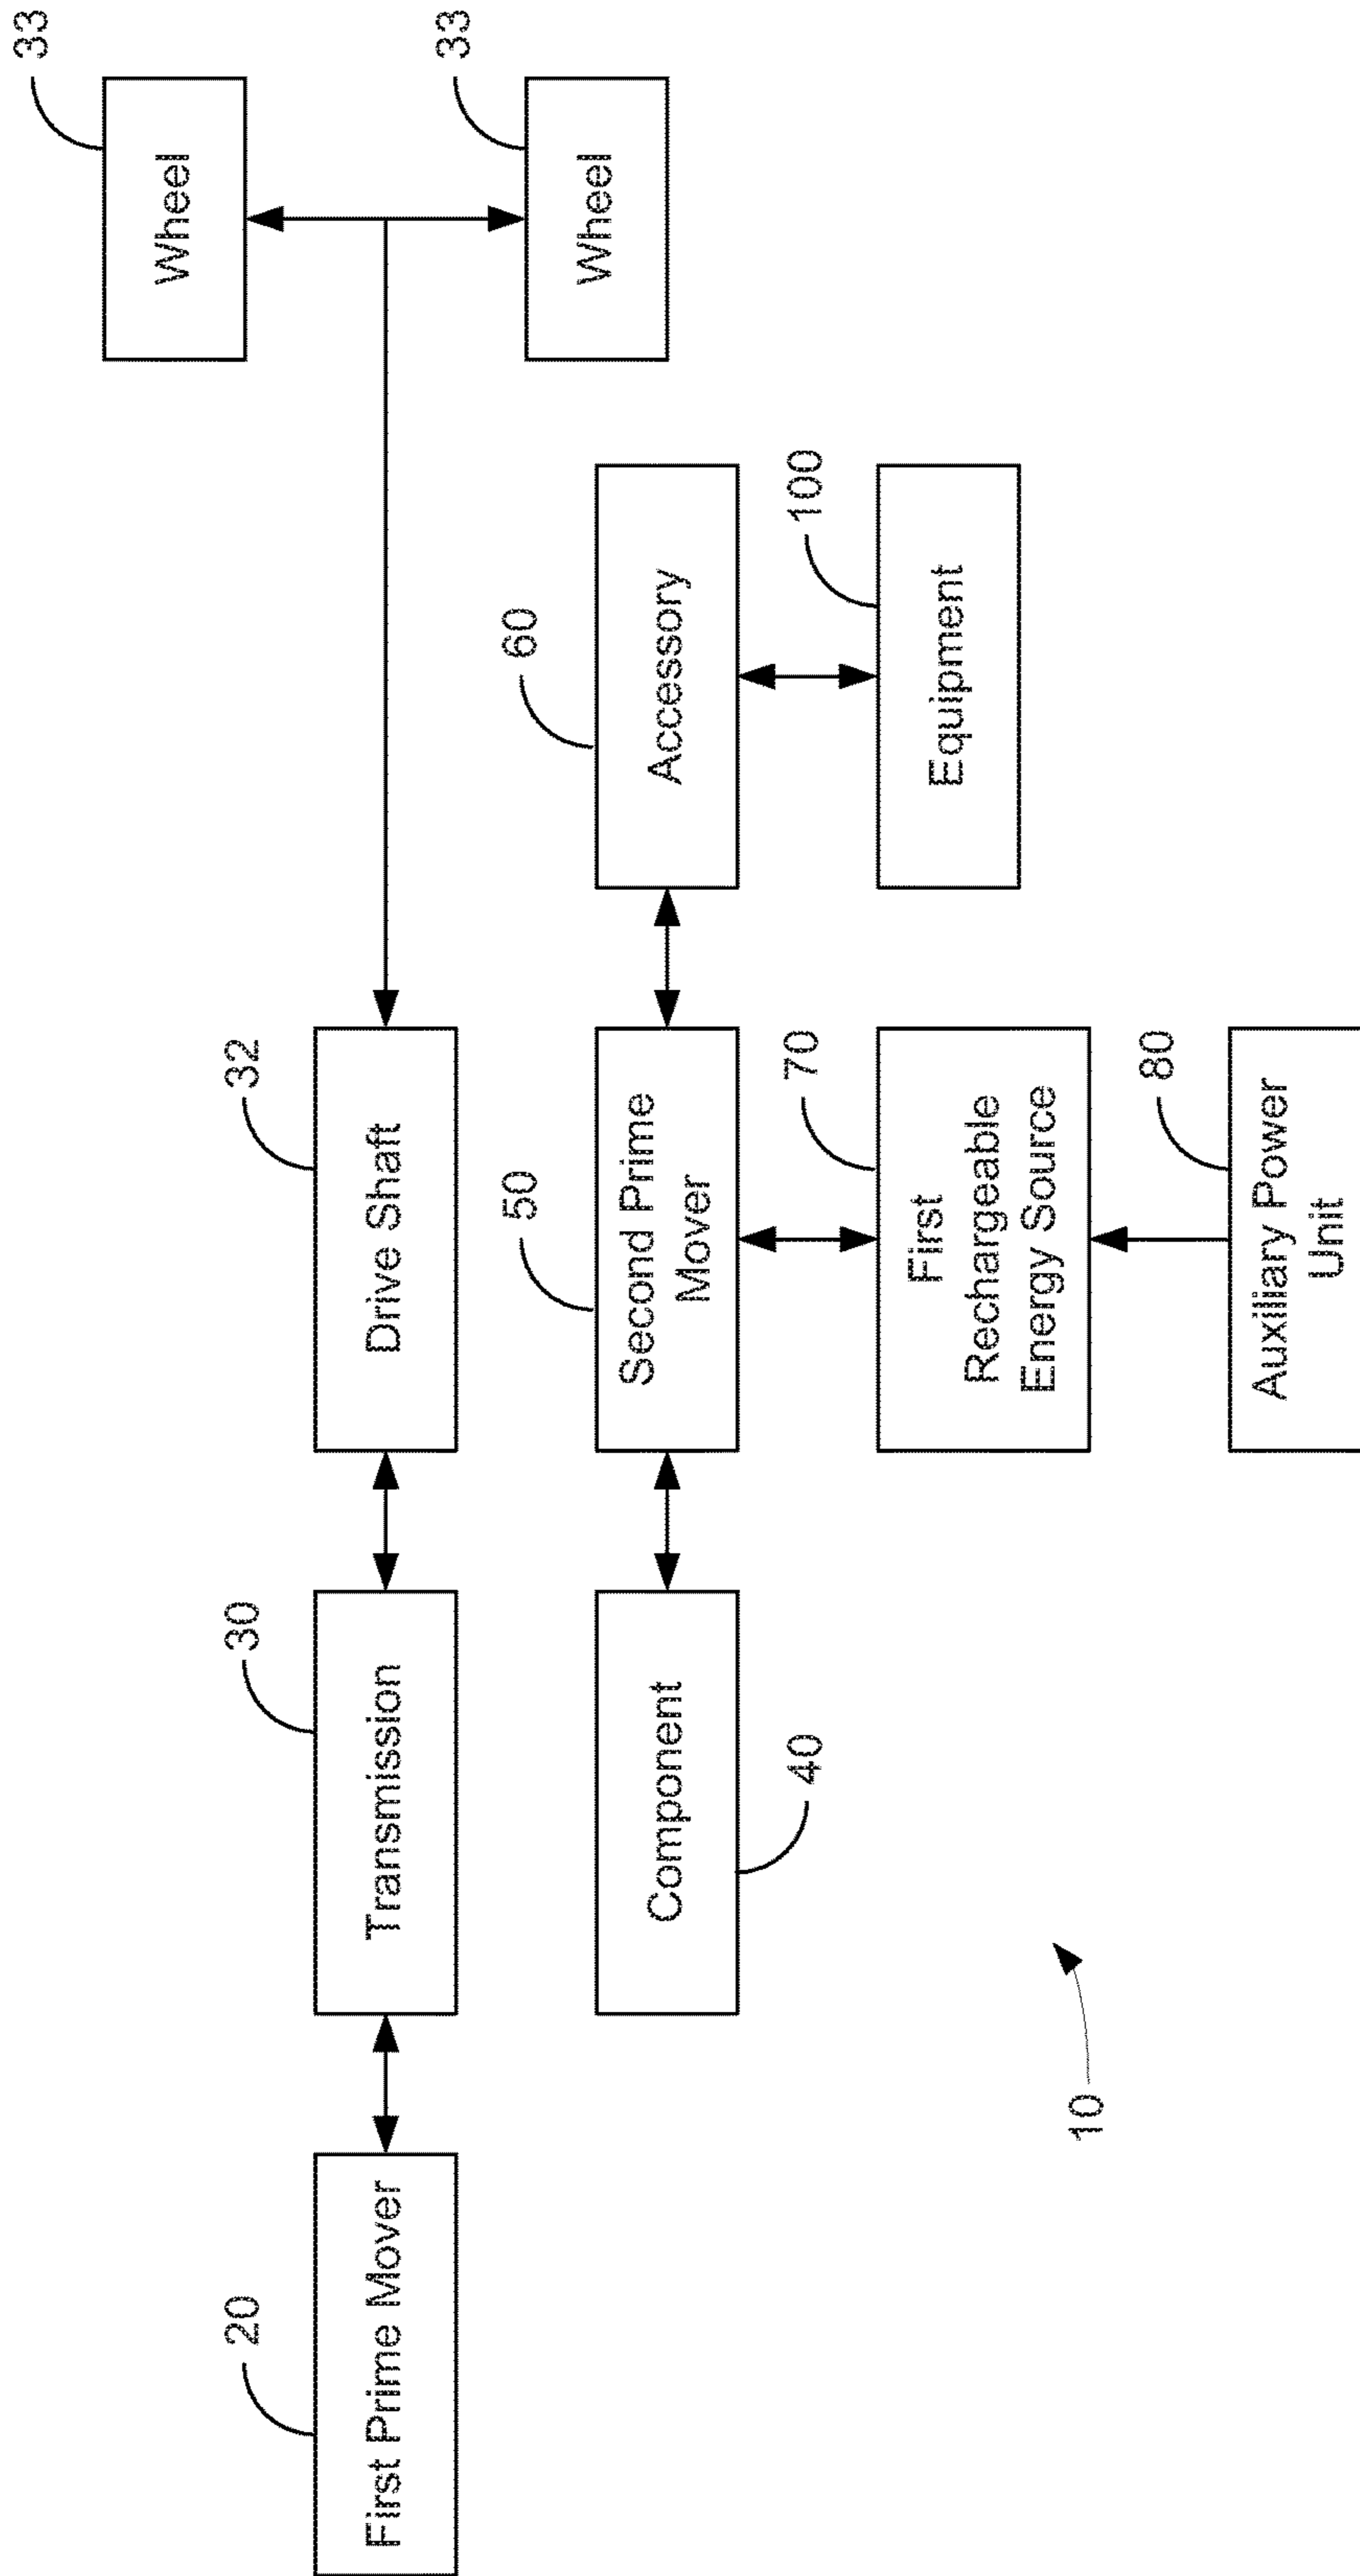 33
Wheel
20
30
32
First Prime Mover
Transmission
Drive Shaft
33
Wheel
50
60
Component
Second Prime
Mover
Accessory
40
70
100
First
Rechargeable
Energy Source
Equipment
10
80
Auxiliary Power
Unit